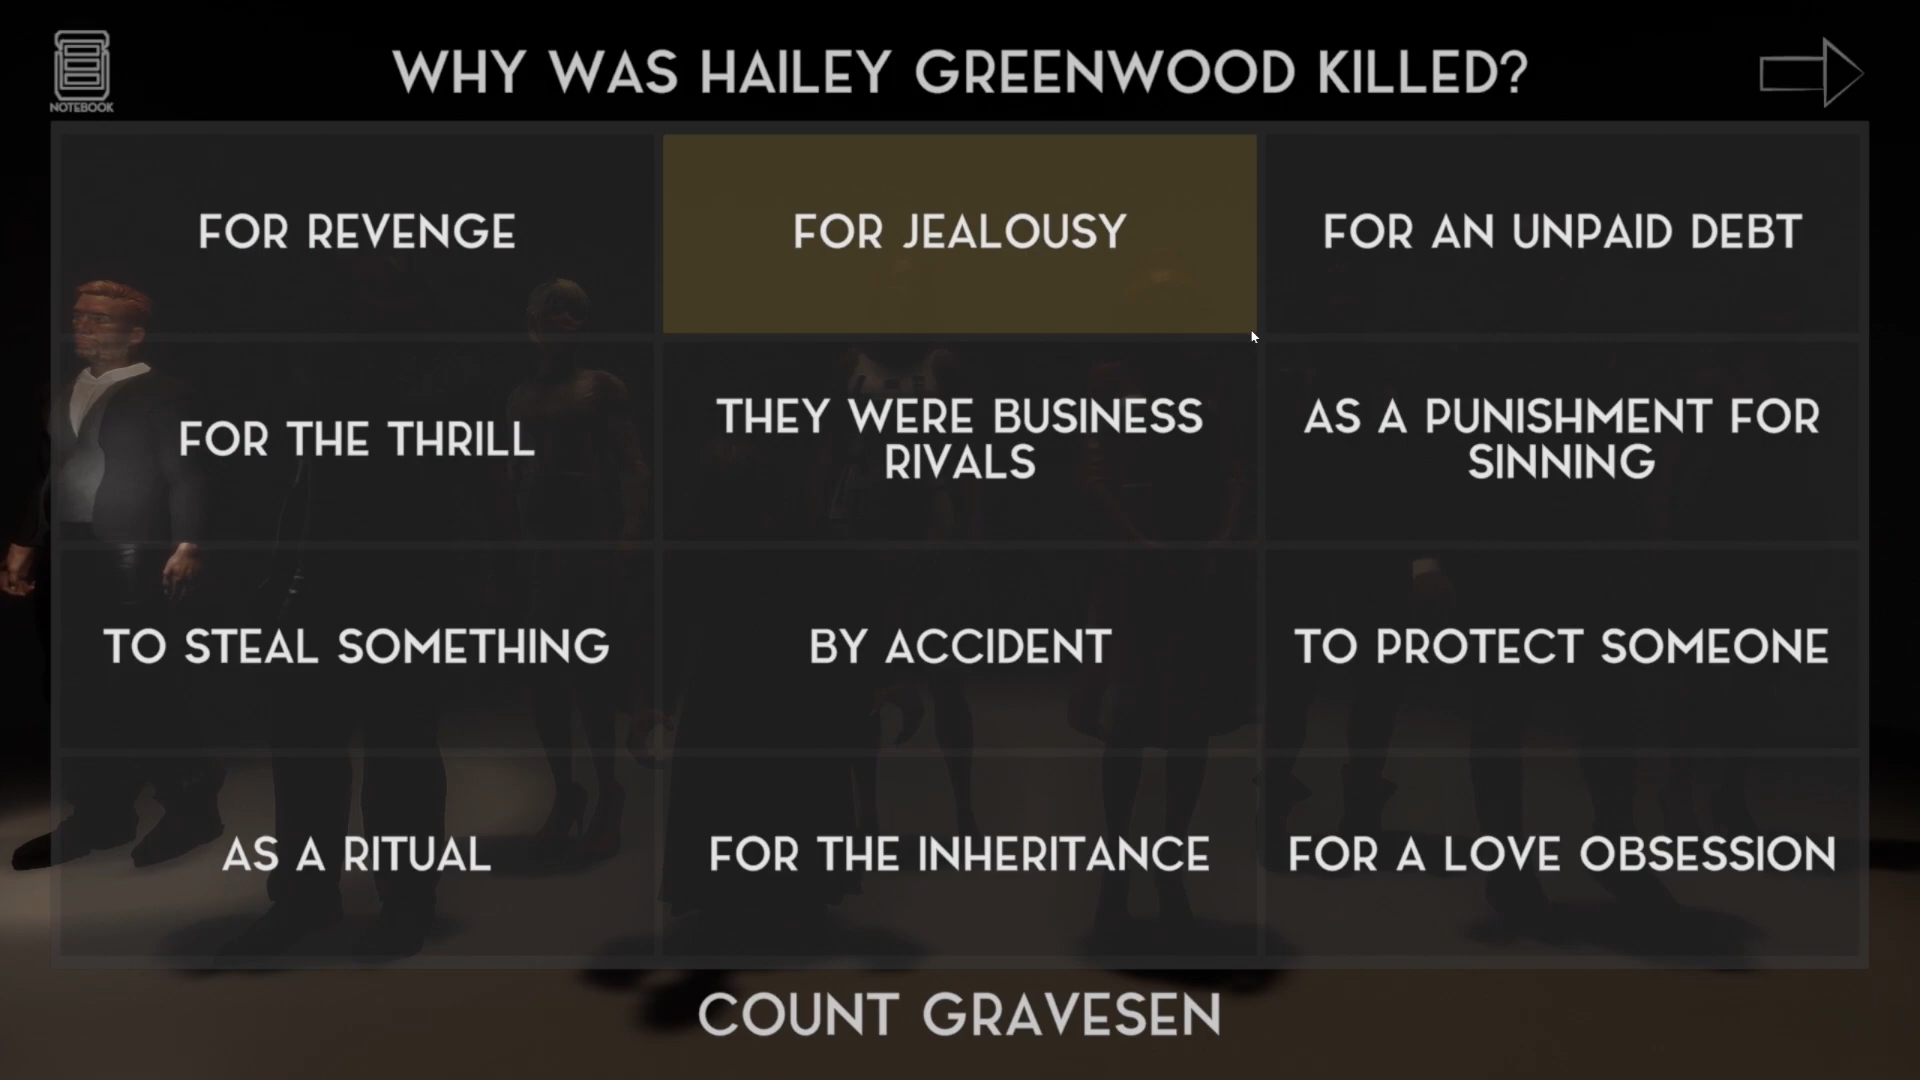 NOTEBOOK
WHY WAS HAILEY GREENWOOD KILLED?
FOR REVENGE
FOR JEALOUSY
FOR AN UNPAID DEBT
FOR THE THRILL
THEY WERE BUSINESS
RIVALS
AS A PUNISHMENT FOR
SINNING
TO STEAL SOMETHING
BY ACCIDENT
TO PROTECT SOMEONE
AS A RITUAL
FOR THE INHERITANCE
FOR A LOVE OBSESSION
COUNT GRAVESEN